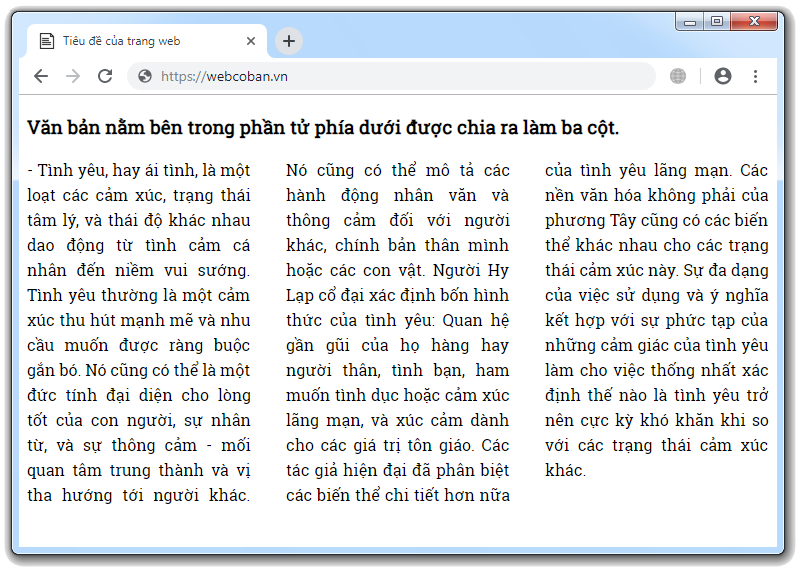 Tiêu đề của trang web
https://webcoban.vn
Văn bản nằm bên trong phần tử phía dưới được chia ra làm ba cột.
- Tình yêu, hay ái tình, là một
loạt các cảm xúc, trạng thái
tâm lý, và thái độ khác nhau
dao động từ tình cảm cá
nhân đến niềm vui sướng.
Tình yêu thường là một cảm
xúc thu hút mạnh mẽ và nhu
cầu muốn được ràng buộc
gắn bó. Nó cũng có thể là một
đức tính đại diện cho lòng
tốt của con người, sự nhân
từ, và sự thông cảm - mối
quan tâm trung thành và vị
tha hướng tới người khác.
Nó cũng có thể mô tả các
hành động nhân văn và
thông cảm đối với người
khác, chính bản thân mình
hoặc các con vật. Người Hy
Lạp cổ đại xác định bốn hình
thức của tình yêu: Quan hệ
gần gũi của họ hàng hay
người thân, tình bạn, ham
muốn tình dục hoặc cảm xúc
lãng mạn, và xúc cảm dành
cho các giá trị tôn giáo. Các
tác giả hiện đại đã phân biệt
các biến thể chi tiết hơn nữa
của tình yêu lãng mạn. Các
nền văn hóa không phải của
phương Tây cũng có các biến
thể khác nhau cho các trạng
thái cảm xúc này. Sự đa dạng
của việc sử dụng và ý nghĩa
kết hợp với sự phức tạp của
những cảm giác của tình yêu
làm cho việc thống nhất xác
định thế nào là tình yêu trở
nên cực kỳ khó khăn khi so
với các trạng thái cảm xúc
khác.